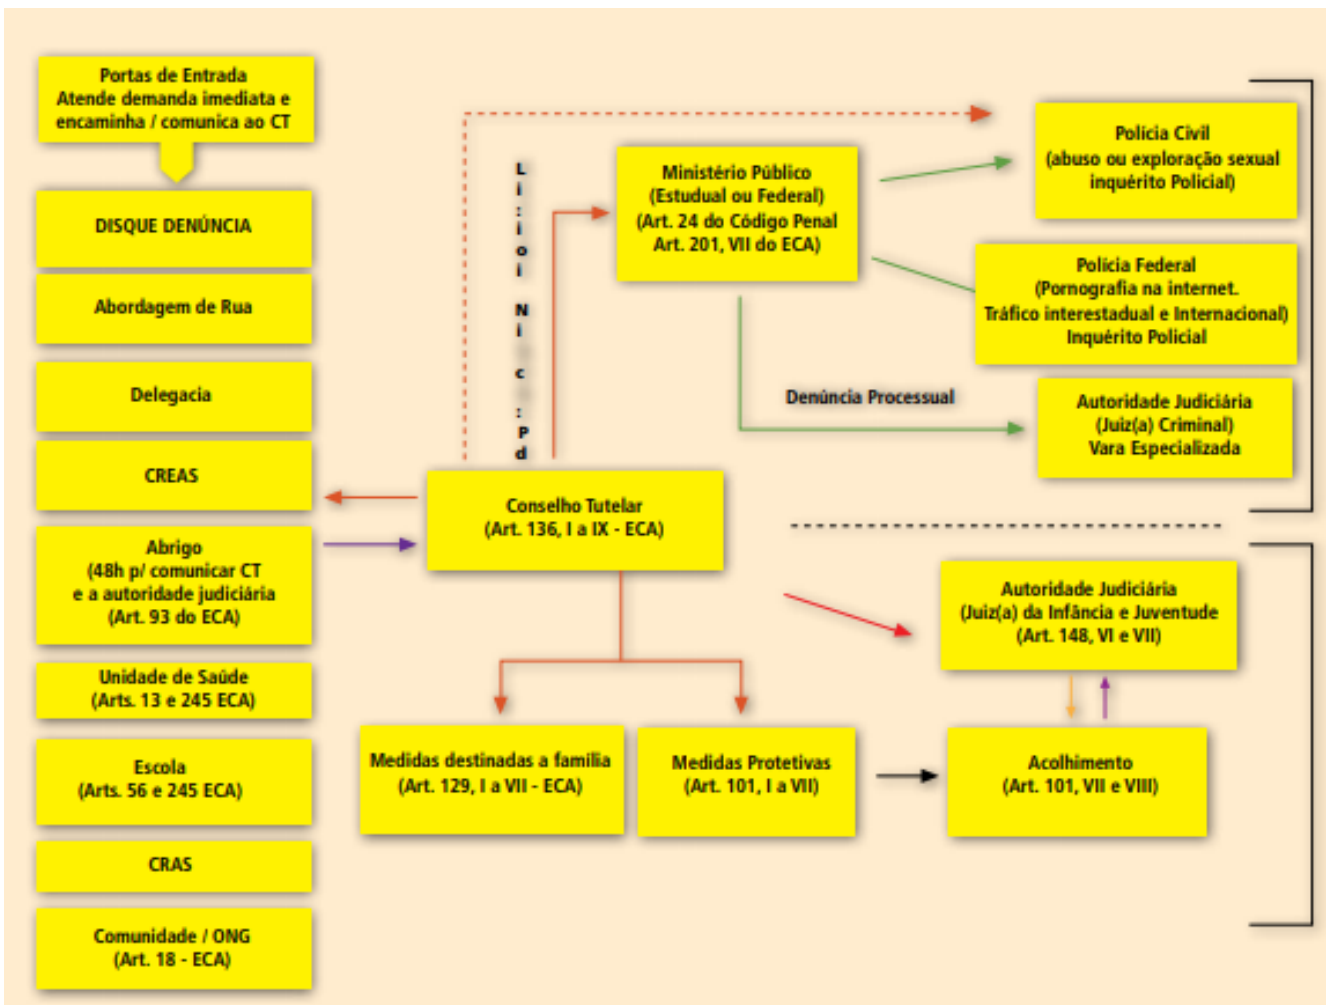 Portas de Entrada
Atende demanda imediata e
encaminha / comunica ao CT
DISQUE DENÚNCIA
Abordagem de Rua
Delegacia
CREAS
Abrigo
(48h p/ comunicar CT
e a autoridade judiciária
(Art. 93 do ECA)
Unidade de Saúde
(Arts. 13 e 245 ECA)
Escola
(Arts. 56 e 245 ECA)
CRAS
Comunidade / ONG
(Art. 18 - ECA)
Conselho Tutelar
(Art. 136, I a IX - ECA)
Ministério Público
(Estudual ou Federal)
(Art. 24 do Código Penal
Art. 201, VII do ECA)
Polícia Civil
(abuso ou exploração sexual
inquérito Policial)
Polícia Federal
(Pornografia na internet.
Tráfico interestadual e Internacional)
Inquérito Policial
Denúncia Processual
Autoridade Judiciária
(Juiz(a) Criminal)
Vara Especializada
Autoridade Judiciária
(Juiz(a) da Infância e Juventude
(Art. 148, VI e VII)
Medidas destinadas a família
(Art. 129, I a VII - ECA)
Medidas Protetivas
(Art. 101, I a VII)
Acolhimento
(Art. 101, VII e VIII)